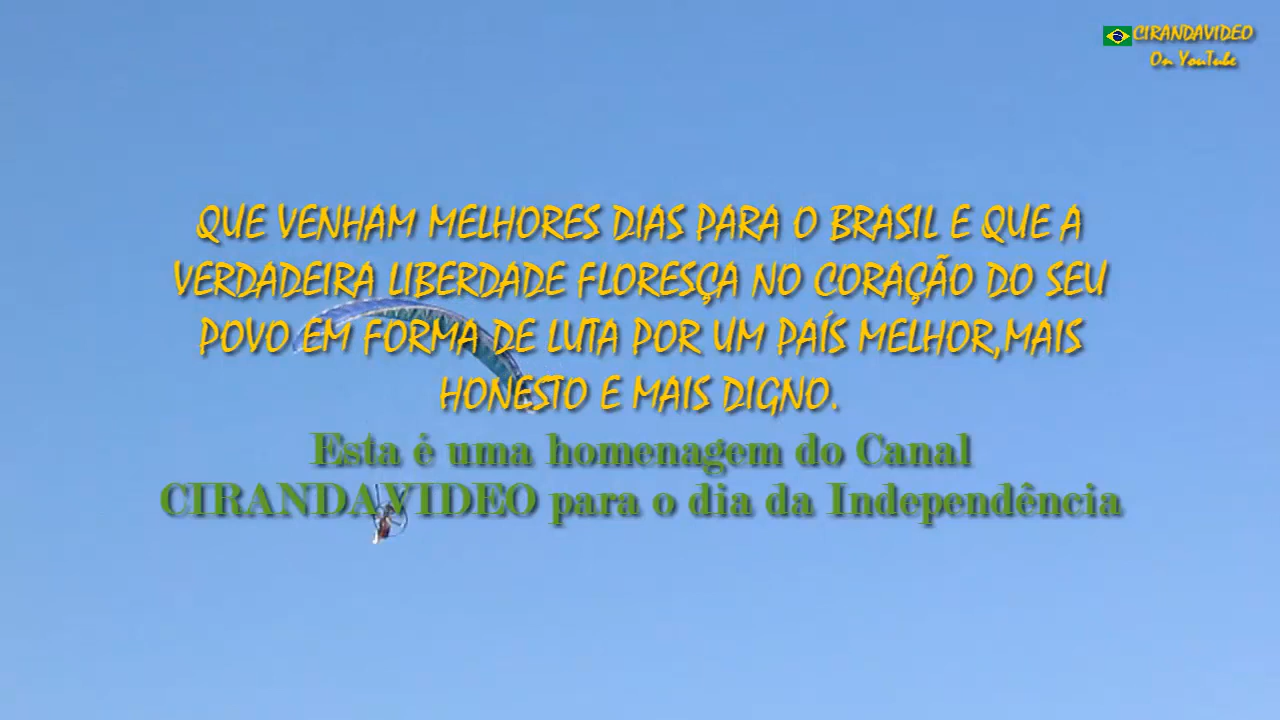 CIRANDAVIDEO
On YouTube
QUE VENHAM MELHORES DIAS PARA O BRASIL E QUE A
VERDADEIRA LIBERDADE FLORESÇA NO CORAÇÃO DO SEU
POVO EM FORMA DE LUTA POR UM PAÍS MELHOR,MAIS
HONESTO E MAIS DIGNO.
Esta é uma homenagem do Canal
CIRANDAVIDEO para o dia da Independência